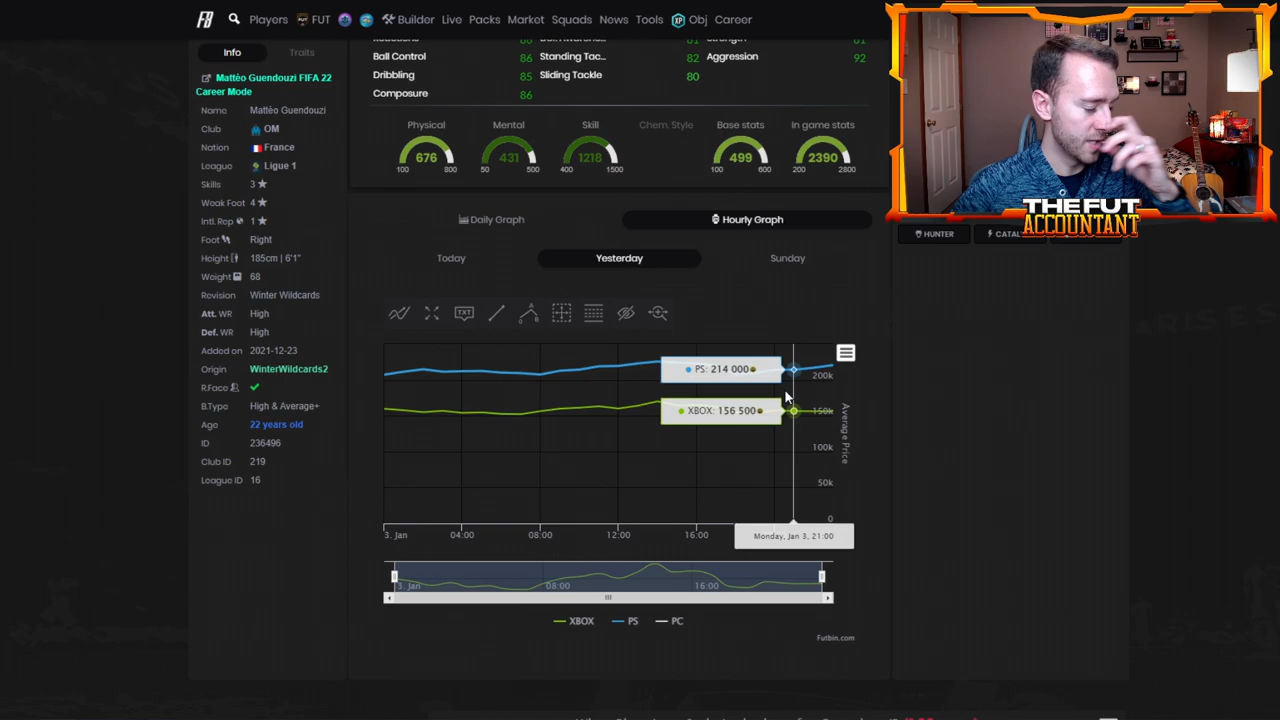 FB Players FUT Builder Live Packs Market Squads News Tools XP Obj Career
Info Traits
Mattéo Guendouzi FIFA 22
Career Mode
Name Mattéo Guendouzi
Club OM
Nation France
League Ligue 1
Skills 3
Weak Foot 4
Intl. Rep 1
Foot Right
Height 185cm | 6'1"
Weight 68
Revision Winter Wildcards
Att. WR High
Def. WR High
Added on 2021-12-23
Origin WinterWildcards2
R.Face
B.Type High & Average+
Age 22 years old
ID 236496
Club ID 219
League ID 16
Ball Control 86 Standing Tac... 82 Aggression 92
Dribbling 85 Sliding Tackle 80
Composure 86
Physical Mental Skill Chem. Style Base stats In game stats
676 431 1218 499 2390
100 800 50 500 400 1500 100 600 200 2800
Daily Graph Hourly Graph
Today Yesterday Sunday
TXT
PS: 214 000
XBOX: 156 500
200k
150k
100k
50k
0
Average Price
3. Jan 04:00 08:00 12:00 16:00
Monday, Jan 3, 21:00
3. Jan 08:00 16:00
XBOX PS PC
Futbin.com
THE FUT
ACCOUNTANT
HUNTER CATAL